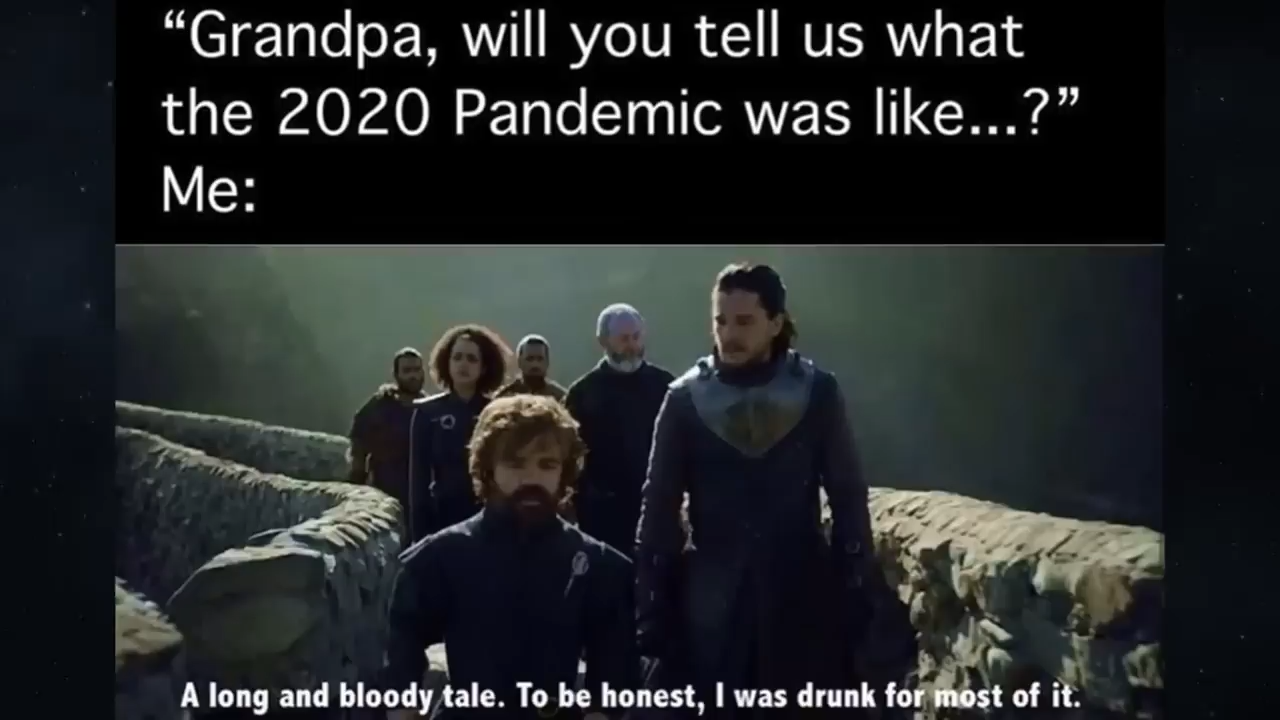 “Grandpa, will you tell us what
the 2020 Pandemic was like...?”
Me:
A long and bloody tale. To be honest, I was drunk for most of it.